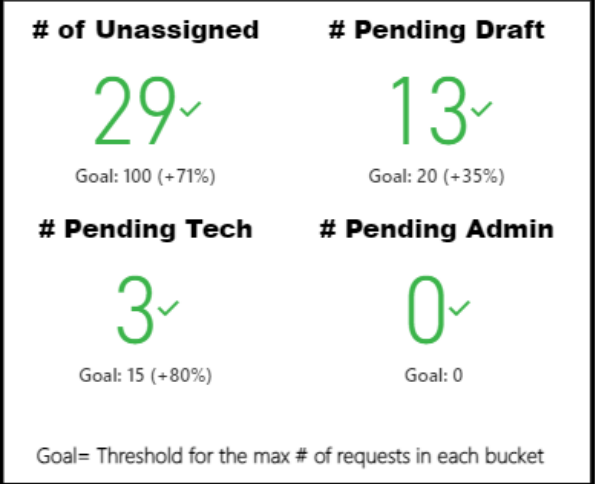 # of Unassigned
# Pending Draft
29
13
Goal: 100 (+71%)
Goal: 20 (+35%)
# Pending Tech
# Pending Admin
3
0
Goal: 15 (+80%)
Goal: 0
Goal= Threshold for the max # of requests in each bucket